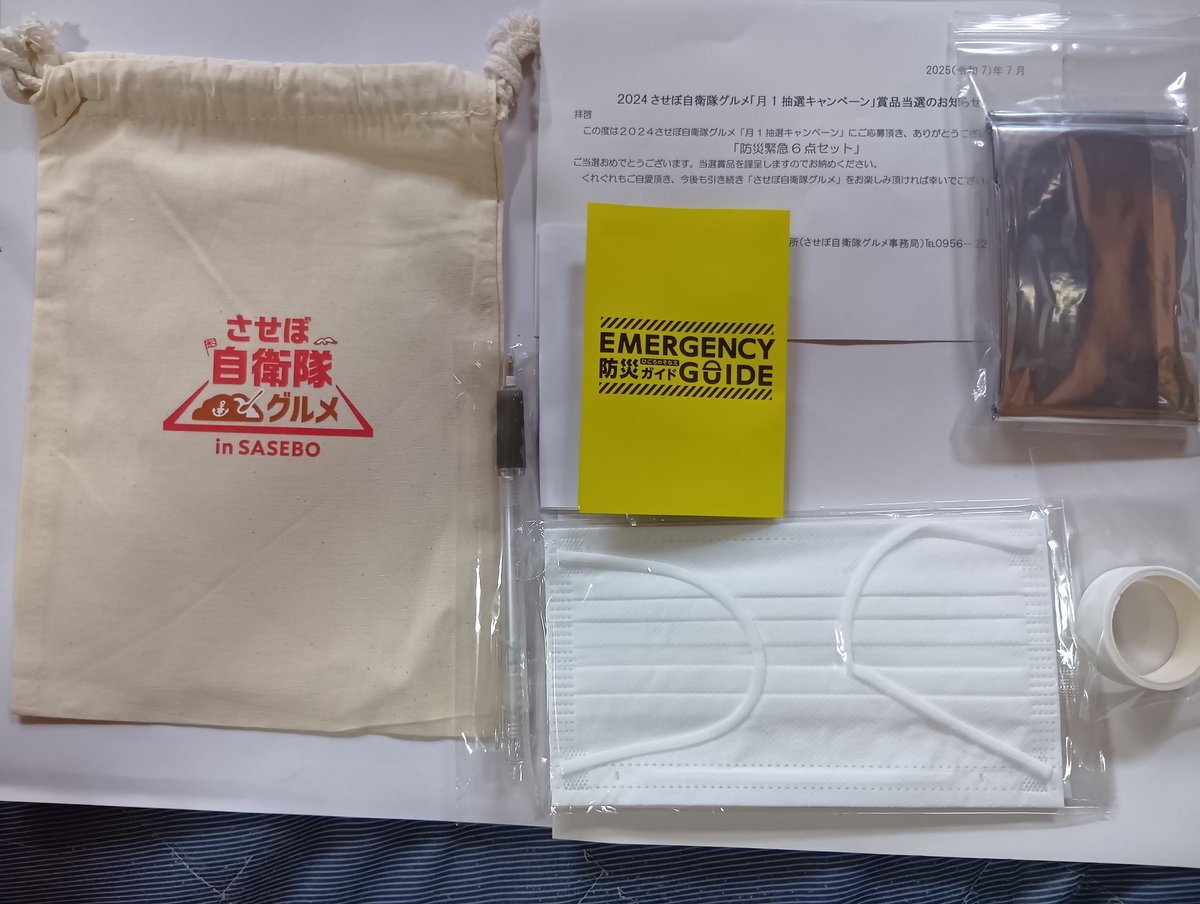 させぼ
自衛隊
グルメ
in SASEBO
2025(令和7)年7月
2024させぼ自衛隊グルメ「月1抽選キャンペーン」賞品当選のお知らせ
拝啓
この度は2024させぼ自衛隊グルメ「月1抽選キャンペーン」にご応募頂き、ありがとうござい
「防災緊急6点セット」
ご当選おめでとうございます。当選賞品を謹呈しますのでお納めください。
くれぐれもご自愛頂き、今後も引き続き「させぼ自衛隊グルメ」をお楽しみ頂ければ幸いでござい
所(させぼ自衛隊グルメ事務局)℡0956-22
EMERGENCY
防災ガイド
GUIDE